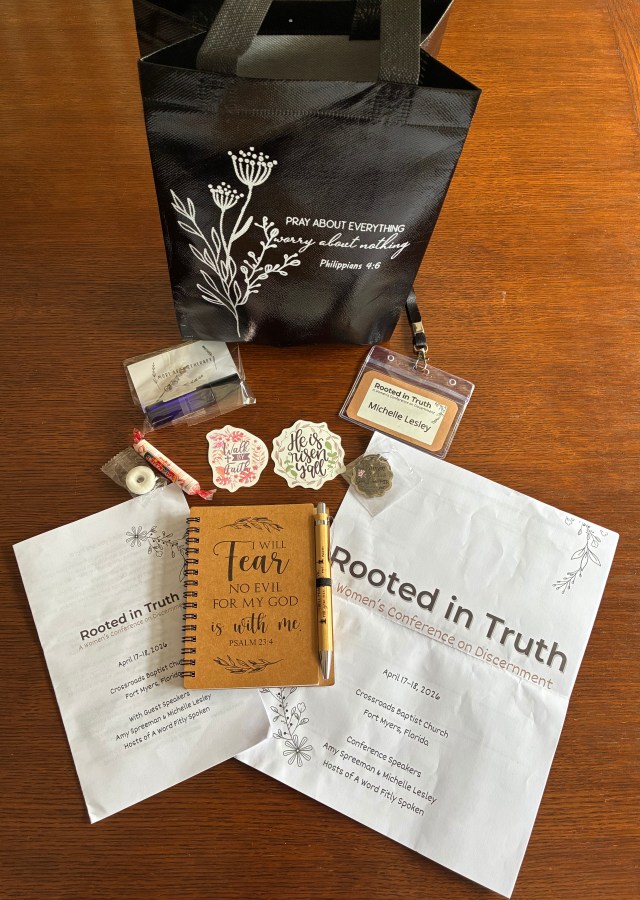 PRAY ABOUT EVERYTHING
worry about nothing
Philippians 4:6
Rooted in Truth
A Women's Conference on Discernment
Michelle Lesley
Walk
by
Faith
He is
risen
y'all
I WILL
Fear
NO EVIL
FOR MY GOD
is with me.
PSALM 23:4
Rooted in Truth
A Women's Conference on Discernment
April 17-18, 2026
Crossroads Baptist Church
Fort Myers, Florida
With Guest Speakers
Amy Spreeman & Michelle Lesley
Hosts of A Word Fitly Spoken
Rooted in Truth
Women's Conference on Discernment
April 17-18, 2026
Crossroads Baptist Church
Fort Myers, Florida
Conference Speakers
Amy Spreeman & Michelle Lesley
Hosts of A Word Fitly Spoken